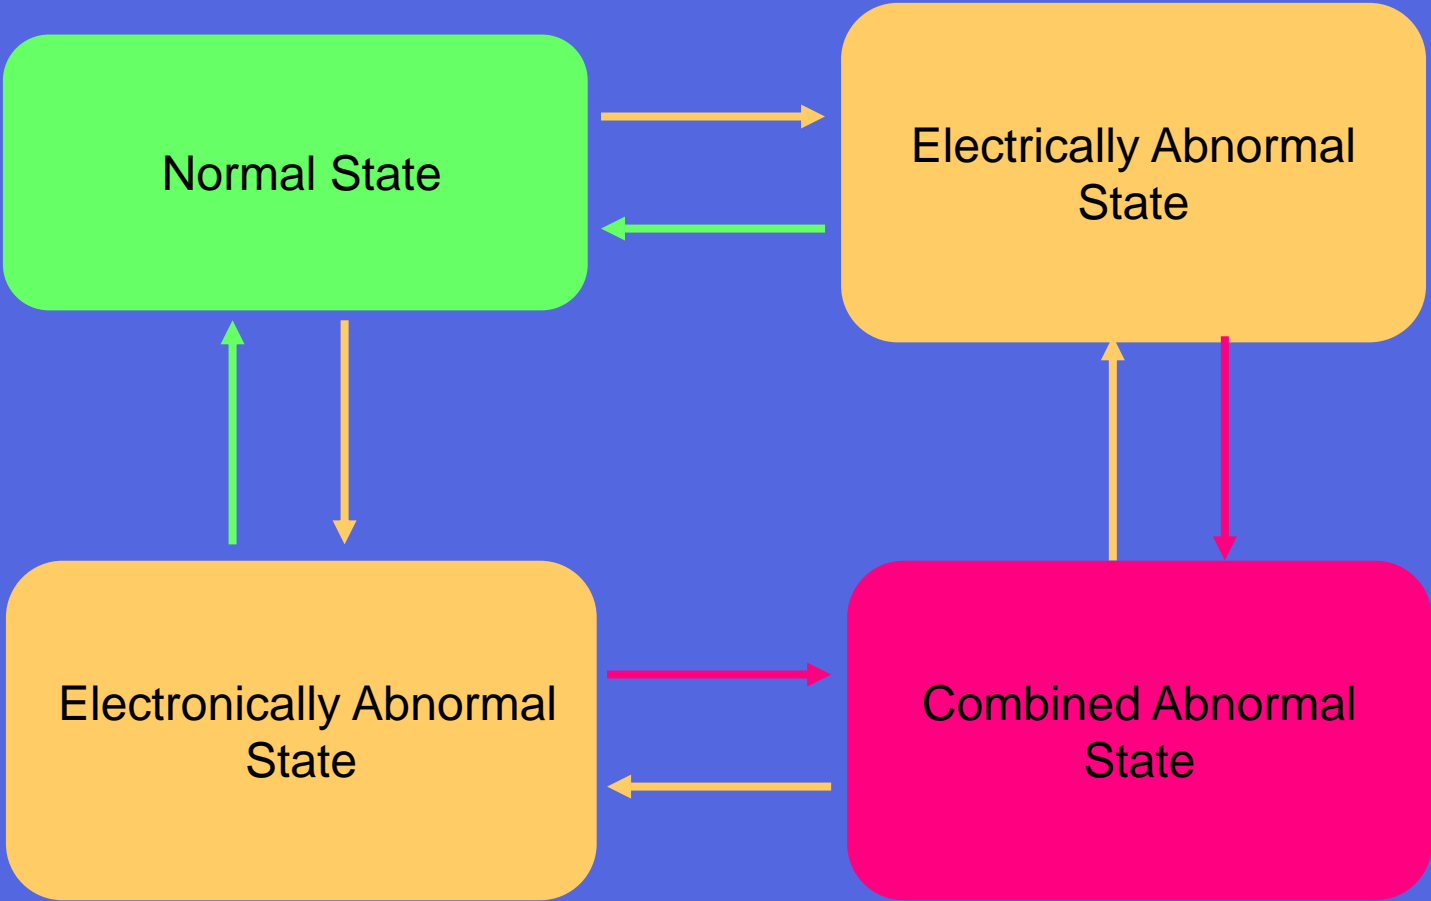 Normal State
Electrically Abnormal
State
Electronically Abnormal
State
Combined Abnormal
State